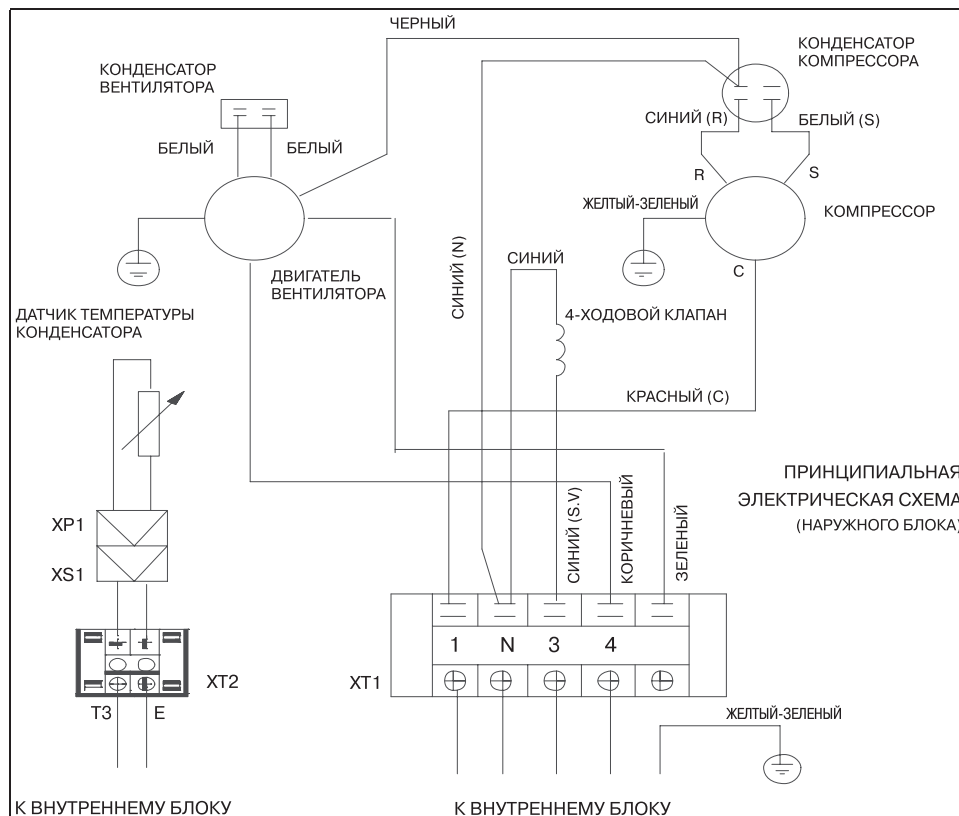 ЧЕРНЫЙ
КОНДЕНСАТОР
КОМПРЕССОРА
КОНДЕНСАТОР
ВЕНТИЛЯТОРА
СИНИЙ (R)
БЕЛЫЙ (S)
БЕЛЫЙ
БЕЛЫЙ
R
S
ЖЕЛТЫЙ-ЗЕЛЕНЫЙ
КОМПРЕССОР
C
СИНИЙ (N)
СИНИЙ
ДВИГАТЕЛЬ
ВЕНТИЛЯТОРА
ДАТЧИК ТЕМПЕРАТУРЫ
КОНДЕНСАТОРА
4-ХОДОВОЙ КЛАПАН
КРАСНЫЙ (C)
ПРИНЦИПИАЛЬНАЯ
ЭЛЕКТРИЧЕСКАЯ СХЕМА
(НАРУЖНОГО БЛОКА)
XP1
XS1
СИНИЙ (S.V)
КОРИЧНЕВЫЙ
ЗЕЛЕНЫЙ
1
N
3
4
XT2
XT1
T3
E
ЖЕЛТЫЙ-ЗЕЛЕНЫЙ
К ВНУТРЕННЕМУ БЛОКУ
К ВНУТРЕННЕМУ БЛОКУ